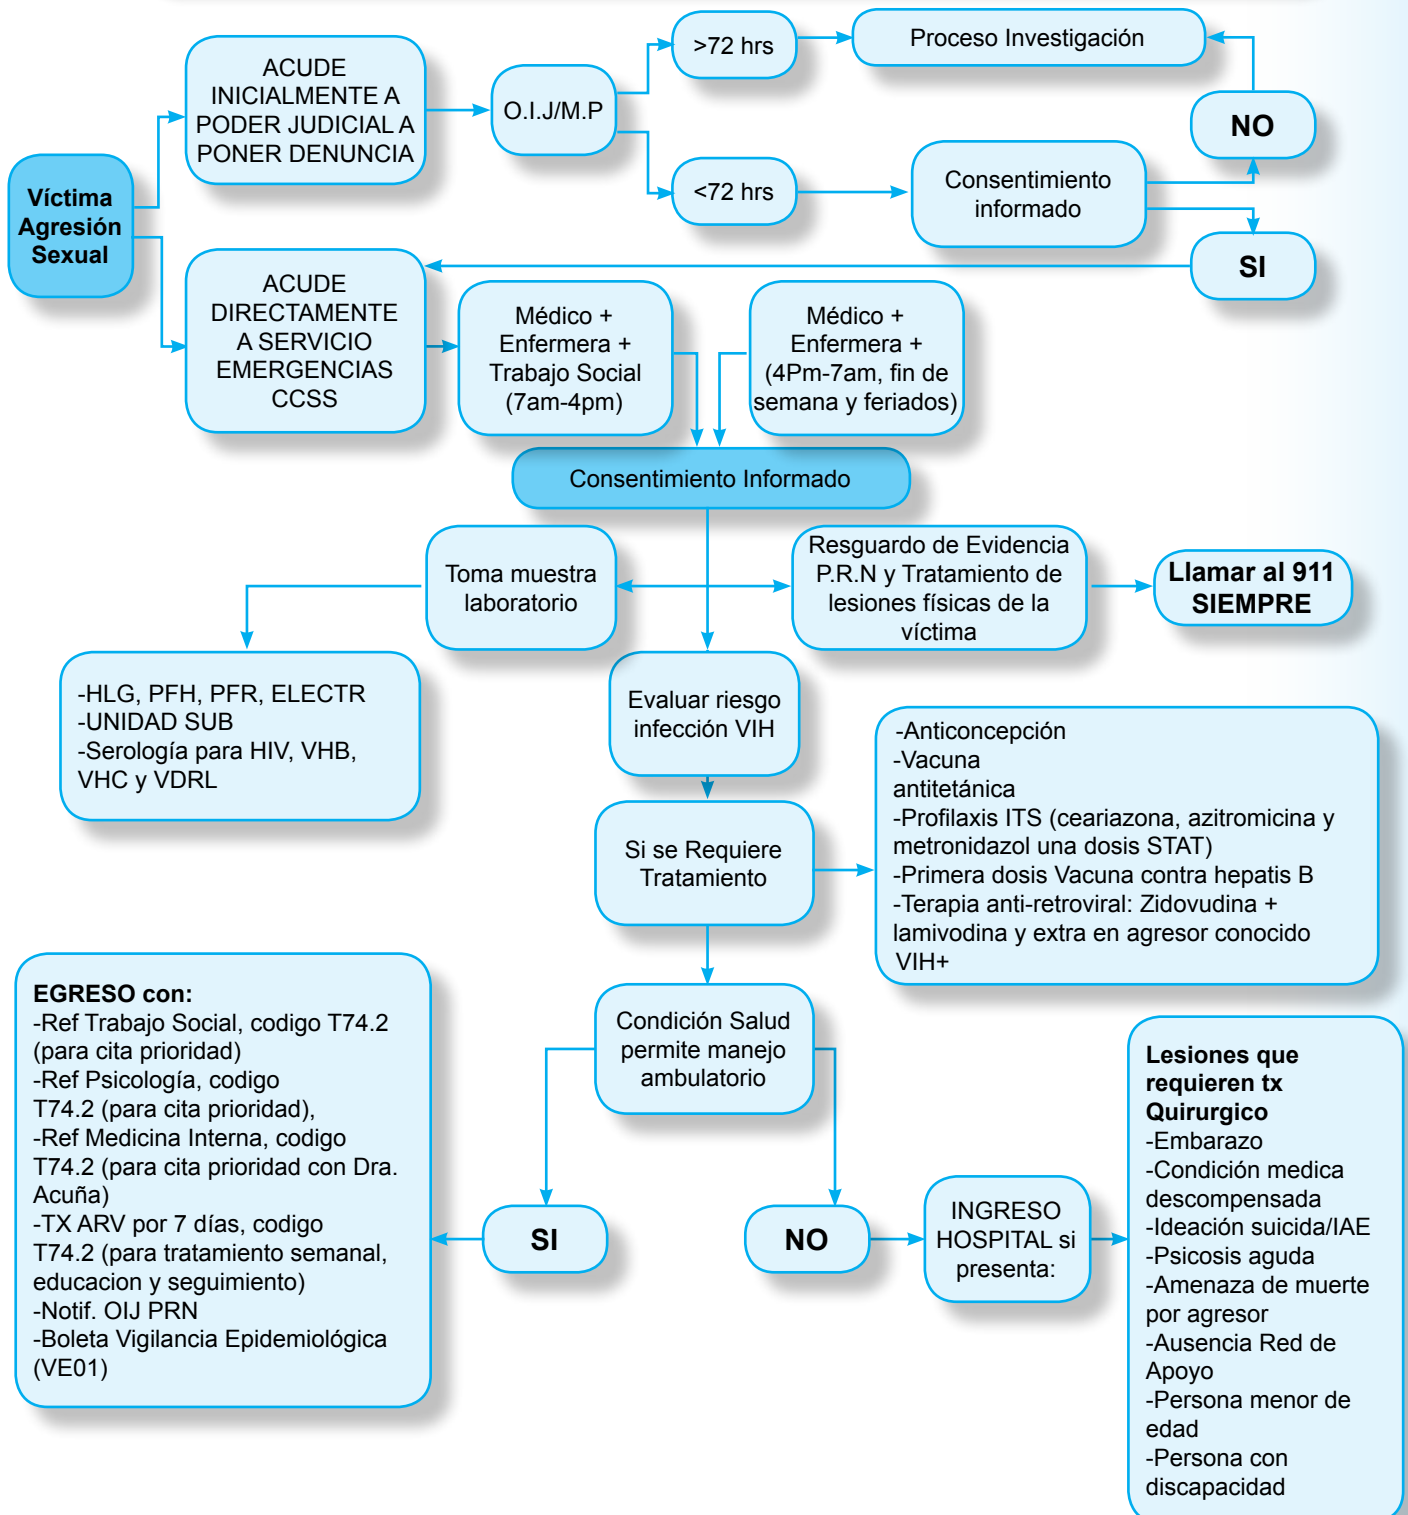 Víctima
Agresión
Sexual
ACUDE
INICIALMENTE A
PODER JUDICIAL A
PONER DENUNCIA
O.I.J/M.P
>72 hrs
Proceso Investigación
<72 hrs
Consentimiento
informado
NO
SI
ACUDE
DIRECTAMENTE
A SERVICIO
EMERGENCIAS
CCSS
Médico +
Enfermera +
Trabajo Social
(7am-4pm)
Médico +
Enfermera +
(4Pm-7am, fin de
semana y feriados)
Consentimiento Informado
Toma muestra
laboratorio
Resguardo de Evidencia
P.R.N y Tratamiento de
lesiones físicas de la
víctima
Llamar al 911
SIEMPRE
-HLG, PFH, PFR, ELECTR
-UNIDAD SUB
-Serología para HIV, VHB,
VHC y VDRL
Evaluar riesgo
infección VIH
Si se Requiere
Tratamiento
-Anticoncepción
-Vacuna
antitetánica
-Profilaxis ITS (ceariazona, azitromicina y
metronidazol una dosis STAT)
-Primera dosis Vacuna contra hepatis B
-Terapia anti-retroviral: Zidovudina +
lamivodina y extra en agresor conocido
VIH+
Condición Salud
permite manejo
ambulatorio
SI
NO
EGRESO con:
-Ref Trabajo Social, codigo T74.2
(para cita prioridad)
-Ref Psicología, codigo
T74.2 (para cita prioridad),
-Ref Medicina Interna, codigo
T74.2 (para cita prioridad con Dra.
Acuña)
-TX ARV por 7 días, codigo
T74.2 (para tratamiento semanal,
educacion y seguimiento)
-Notif. OIJ PRN
-Boleta Vigilancia Epidemiológica
(VE01)
INGRESO
HOSPITAL si
presenta:
Lesiones que
requieren tx
Quirurgico
-Embarazo
-Condición medica
descompensada
-Ideación suicida/IAE
-Psicosis aguda
-Amenaza de muerte
por agresor
-Ausencia Red de
Apoyo
-Persona menor de
edad
-Persona con
discapacidad